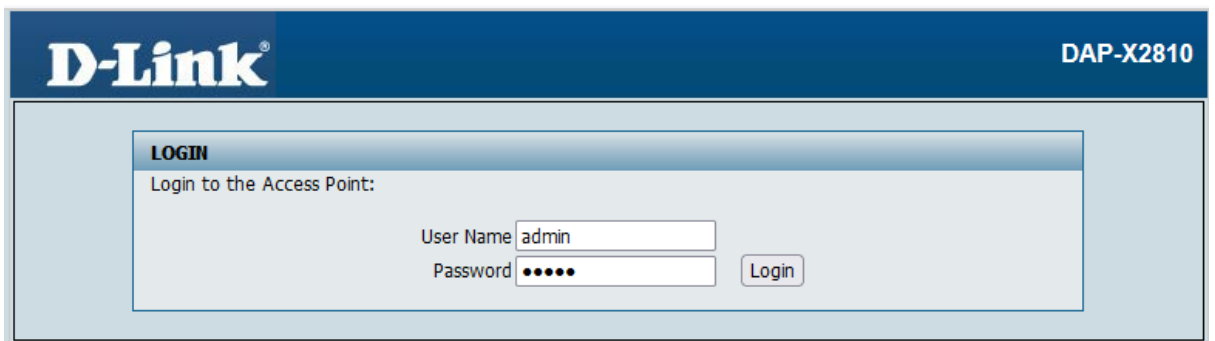 D-Link®
DAP-X2810
LOGIN
Login to the Access Point:
User Name admin
Password •••••
Login